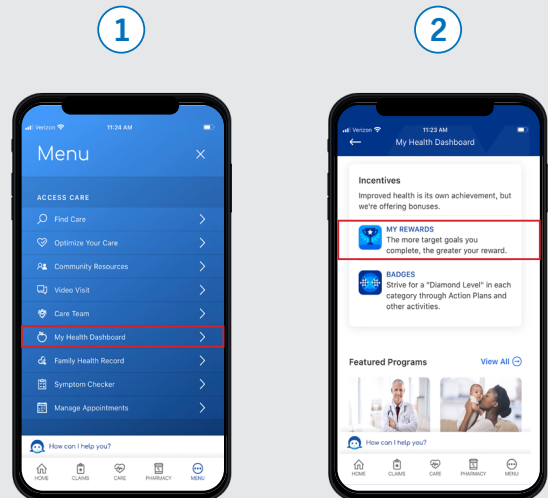 1
2
Verizon
11:24 AM
Menu
ACCESS CARE
Find Care
Optimize Your Care
Community Resources
Video Visit
Care Team
My Health Dashboard
Family Health Record
Symptom Checker
Manage Appointments
How can I help you?
HOME CLAIMS CARE PHARMACY MENU
Verizon
11:23 AM
My Health Dashboard
Incentives
Improved health is its own achievement, but
we're offering bonuses.
MY REWARDS
The more target goals you
complete, the greater your reward.
BADGES
Strive for a "Diamond Level" in each
category through Action Plans and
other activities.
Featured Programs View All
How can I help you?
HOME CLAIMS CARE PHARMACY MENU